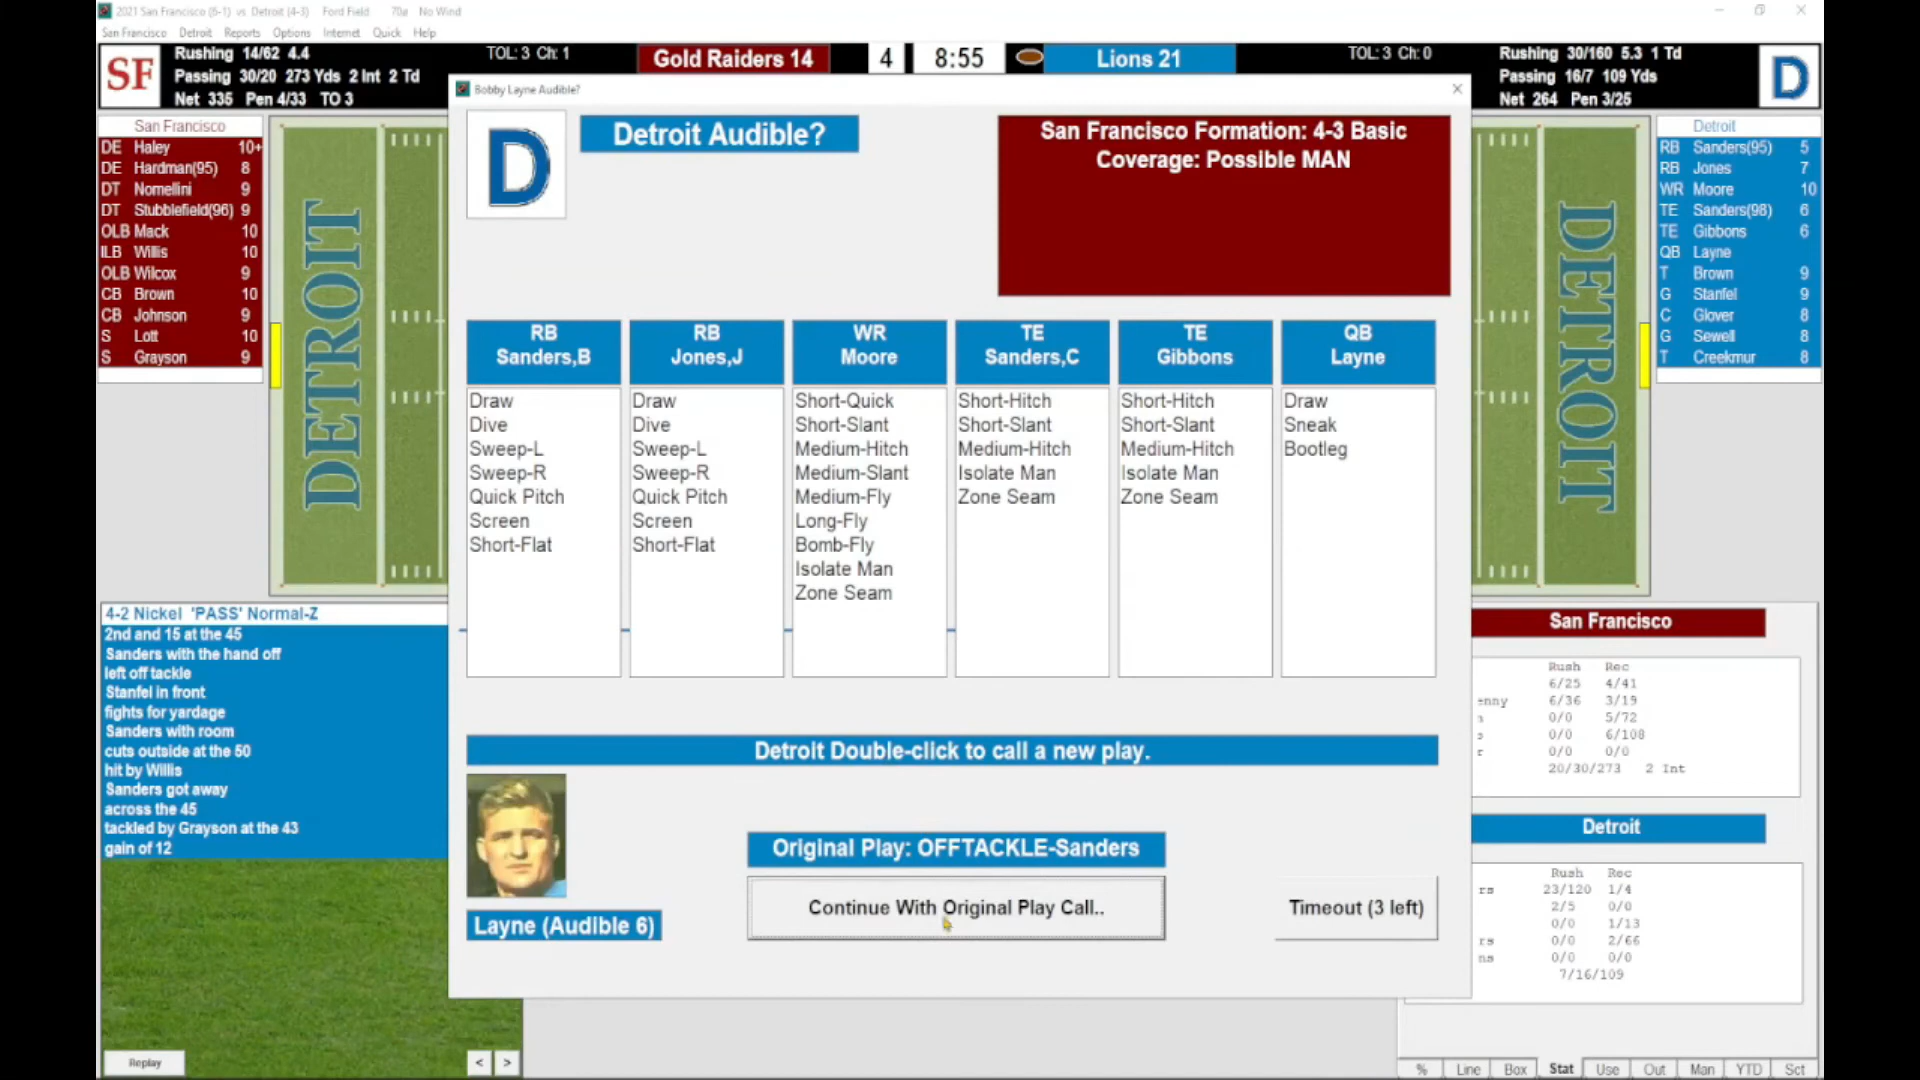 2021 San Francisco (6-1) vs Detroit (4-3) Ford Field 70ø No Wind
San Francisco Detroit Reports Options Internet Quick Help
SF
Rushing 14/62 4.4
Passing 30/20 273 Yds 2 Int 2 Td
Net 335 Pen 4/33 TO 3
TOL: 3 Ch: 1
Gold Raiders 14
4
8:55
Lions 21
TOL: 3 Ch: 0
Rushing 30/160 5.3 1 Td
Passing 16/7 109 Yds
Net 264 Pen 3/25
D
San Francisco
DE Haley 10+
DE Hardman(95) 8
DT Nomellini 9
DT Stubblefield(96) 9
OLB Mack 10
ILB Willis 10
OLB Wilcox 9
CB Brown 10
CB Johnson 9
S Lott 10
S Grayson 9
DETROIT
Bobby Layne Audible?
D
Detroit Audible?
San Francisco Formation: 4-3 Basic
Coverage: Possible MAN
RB
Sanders,B
Draw
Dive
Sweep-L
Sweep-R
Quick Pitch
Screen
Short-Flat
RB
Jones,J
Draw
Dive
Sweep-L
Sweep-R
Quick Pitch
Screen
Short-Flat
WR
Moore
Short-Quick
Short-Slant
Medium-Hitch
Medium-Slant
Medium-Fly
Long-Fly
Bomb-Fly
Isolate Man
Zone Seam
TE
Sanders,C
Short-Hitch
Short-Slant
Medium-Hitch
Isolate Man
Zone Seam
TE
Gibbons
Short-Hitch
Short-Slant
Medium-Hitch
Isolate Man
Zone Seam
QB
Layne
Draw
Sneak
Bootleg
Detroit Double-click to call a new play.
Original Play: OFFTACKLE-Sanders
Continue With Original Play Call..
Timeout (3 left)
Layne (Audible 6)
DETROIT
Detroit
RB Sanders(95) 5
RB Jones 7
WR Moore 10
TE Sanders(98) 6
TE Gibbons 6
QB Layne
T Brown 9
G Stanfel 9
C Glover 8
G Sewell 8
T Creekmur 8
4-2 Nickel 'PASS' Normal-Z
2nd and 15 at the 45
Sanders with the hand off
left off tackle
Stanfel in front
fights for yardage
Sanders with room
cuts outside at the 50
hit by Willis
Sanders got away
across the 45
tackled by Grayson at the 43
gain of 12
Replay
< >
San Francisco
Rush Rec
6/25 4/41
enny 6/36 3/19
0/0 5/72
s 0/0 6/108
r 0/0 0/0
20/30/273 2 Int
Detroit
Rush Rec
rs 23/120 1/4
2/5 0/0
0/0 1/13
rs 0/0 2/66
ns 0/0 0/0
7/16/109
% Line Box Stat Use Out Man YTD Sct